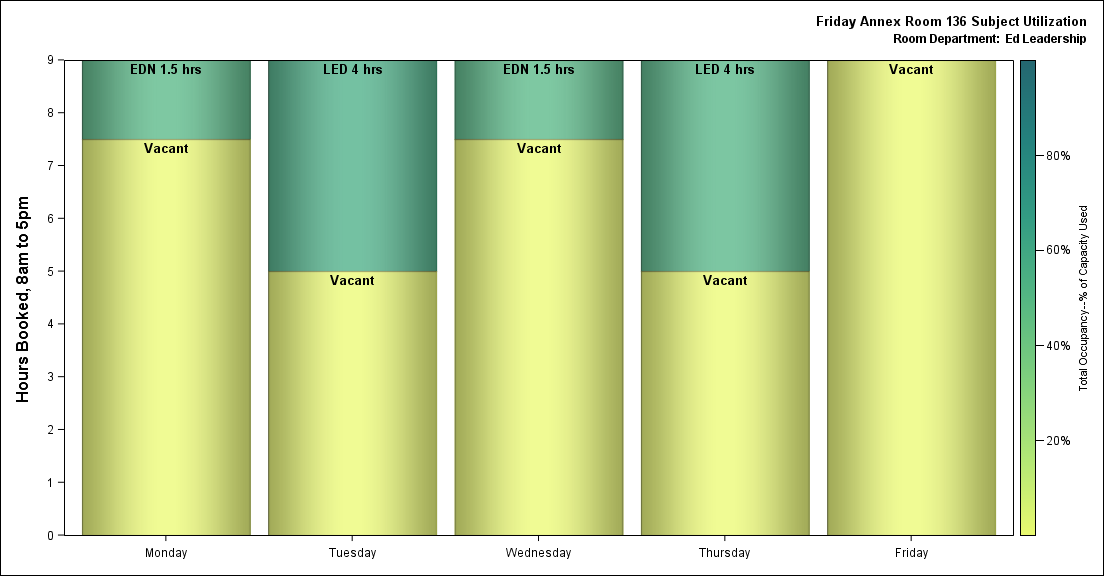 Friday Annex Room 136 Subject Utilization
Room Department: Ed Leadership
Hours Booked, 8am to 5pm
9
8
7
6
5
4
3
2
1
0
EDN 1.5 hrs
LED 4 hrs
EDN 1.5 hrs
LED 4 hrs
Vacant
Vacant
Vacant
Vacant
Vacant
Monday
Tuesday
Wednesday
Thursday
Friday
80%
60%
40%
20%
Total Occupancy--% of Capacity Used